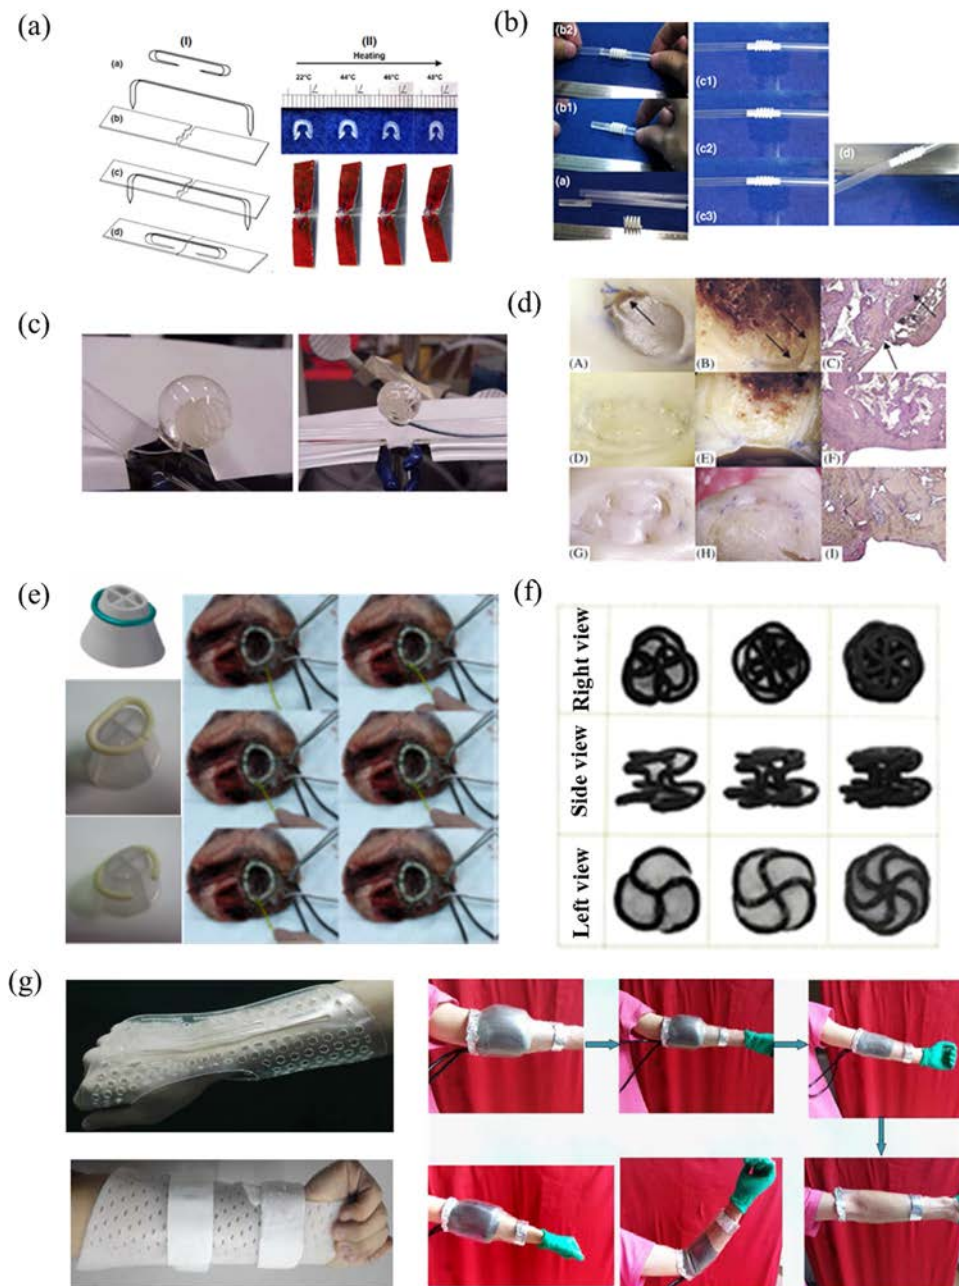 (a)
(I)
(II)
Heating
22°C
44°C
46°C
48°C
(a)
(b)
(c)
(d)
(b)
(b2)
(b1)
(a)
(c1)
(c2)
(c3)
(d)
(c)
(d)
(A)
(B)
(C)
(D)
(E)
(F)
(G)
(H)
(I)
(e)
(f)
Right view
Side view
Left view
(g)